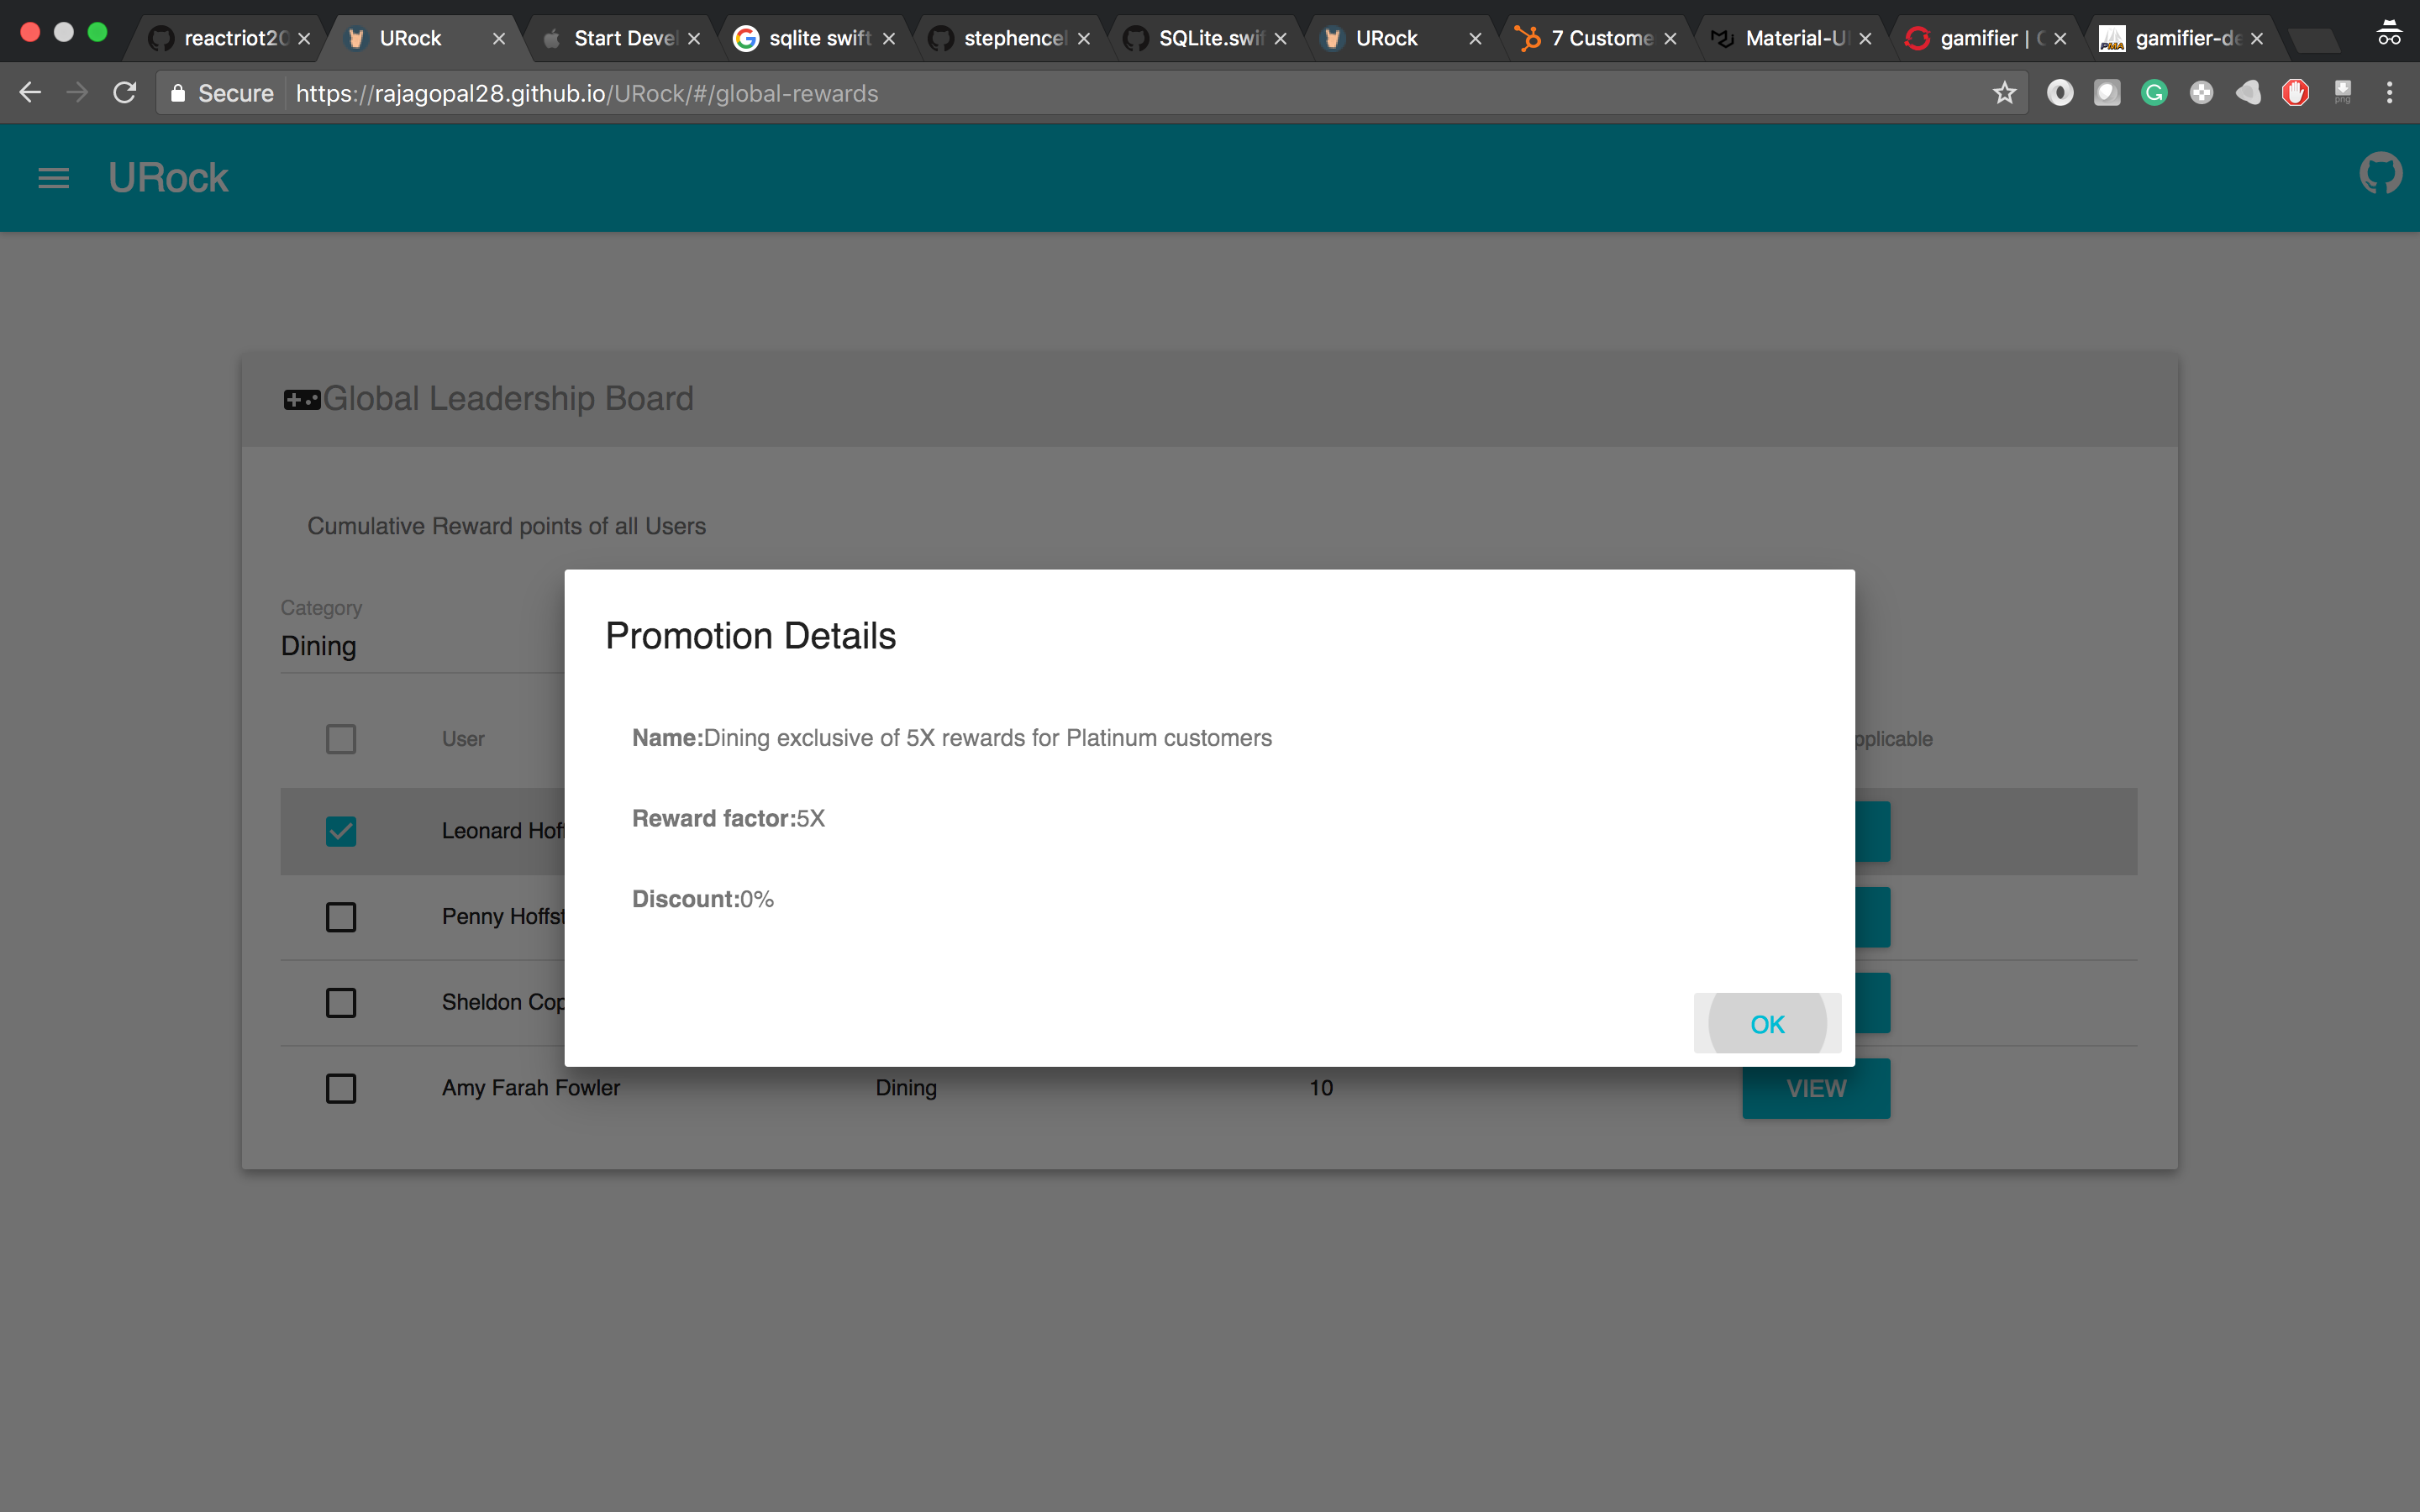 reactriot20 URock Start Devel sqlite swift stephencel SQLite.swif URock 7 Custome Material-UI gamifier | gamifier-de
Secure https://rajagopal28.github.io/URock/#/global-rewards
URock
Global Leadership Board
Cumulative Reward points of all Users
Category
Dining
Promotion Details
User
pplicable
Name:Dining exclusive of 5X rewards for Platinum customers
Leonard Hof
Reward factor:5X
Penny Hoffst
Discount:0%
Sheldon Cop
OK
Amy Farah Fowler Dining 10 VIEW